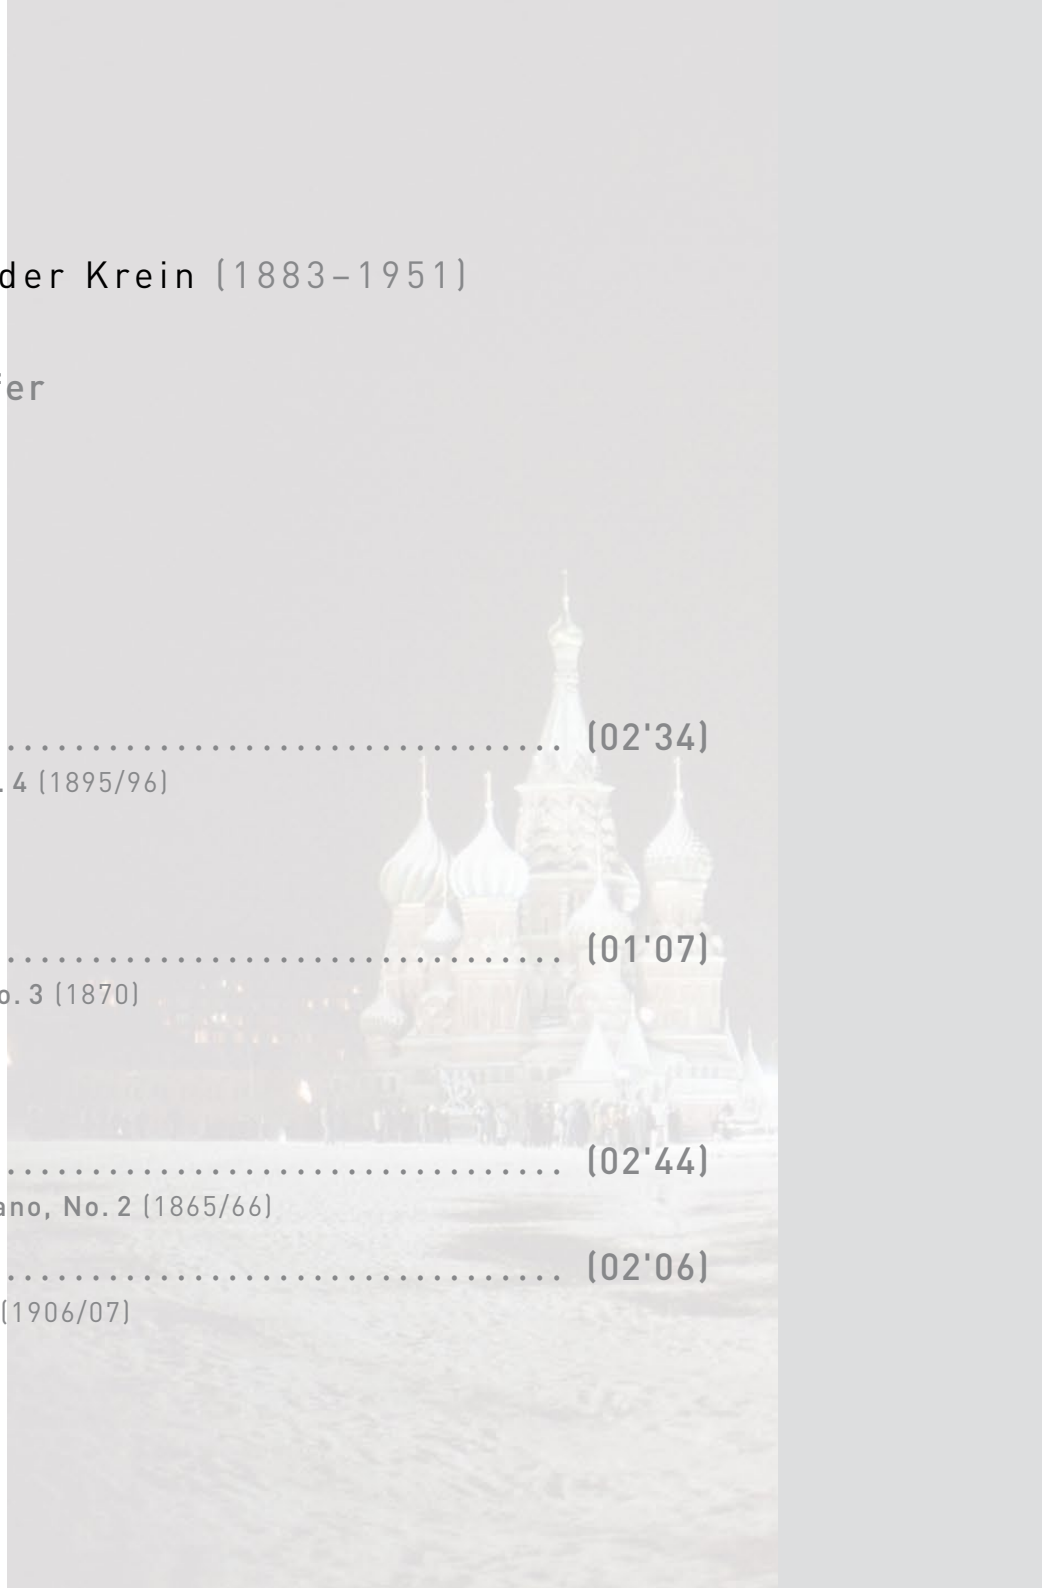 der Krein (1883–1951)
er
................................. (02'34)
. 4 (1895/96)
................................. (01'07)
o. 3 (1870)
................................. (02'44)
ano, No. 2 (1865/66)
................................. (02'06)
(1906/07)